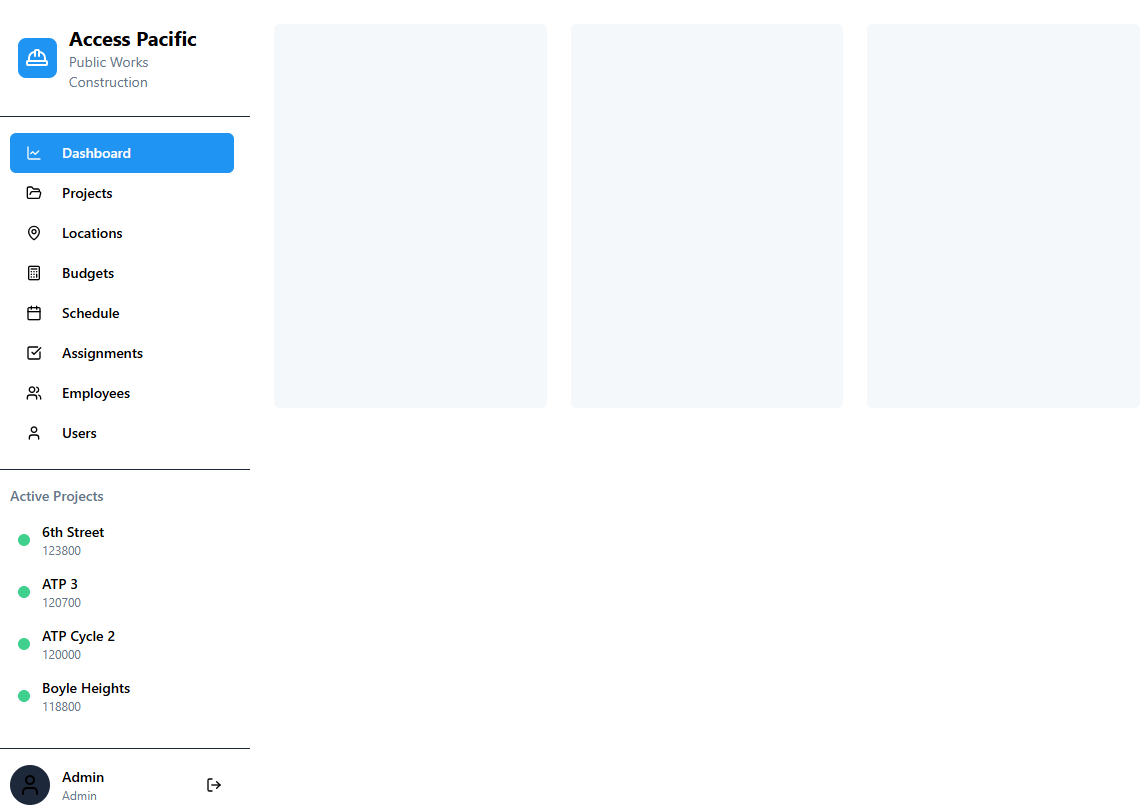 Access Pacific
Public Works
Construction
Dashboard
Projects
Locations
Budgets
Schedule
Assignments
Employees
Users
Active Projects
6th Street
123800
ATP 3
120700
ATP Cycle 2
120000
Boyle Heights
118800
Admin
Admin